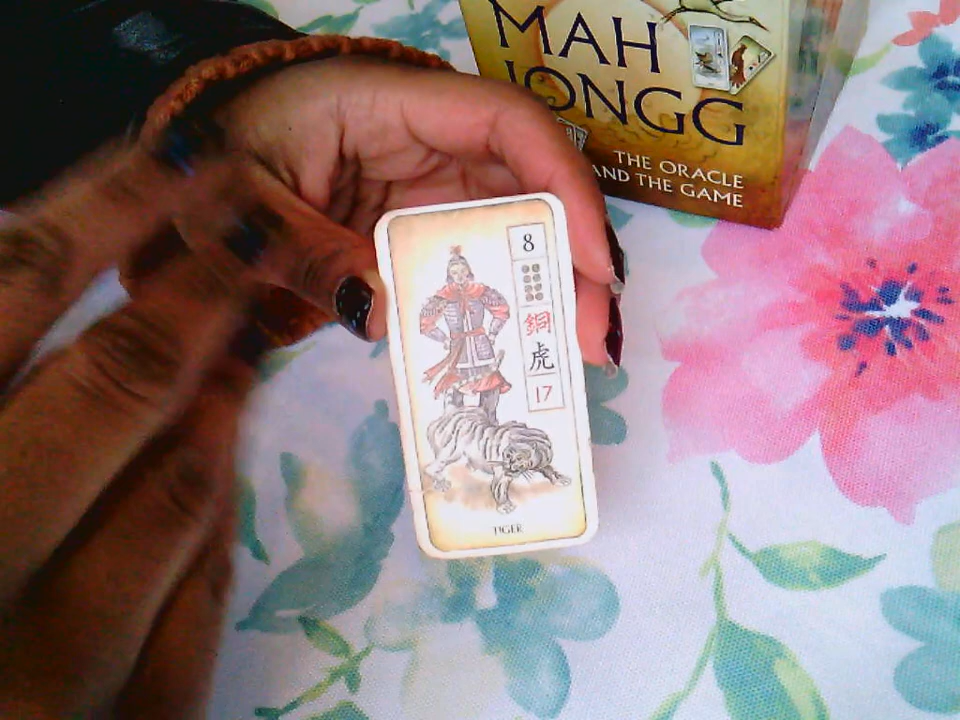 MAH
JONGG
THE ORACLE
AND THE GAME
8
銅
虎
17
TIGER